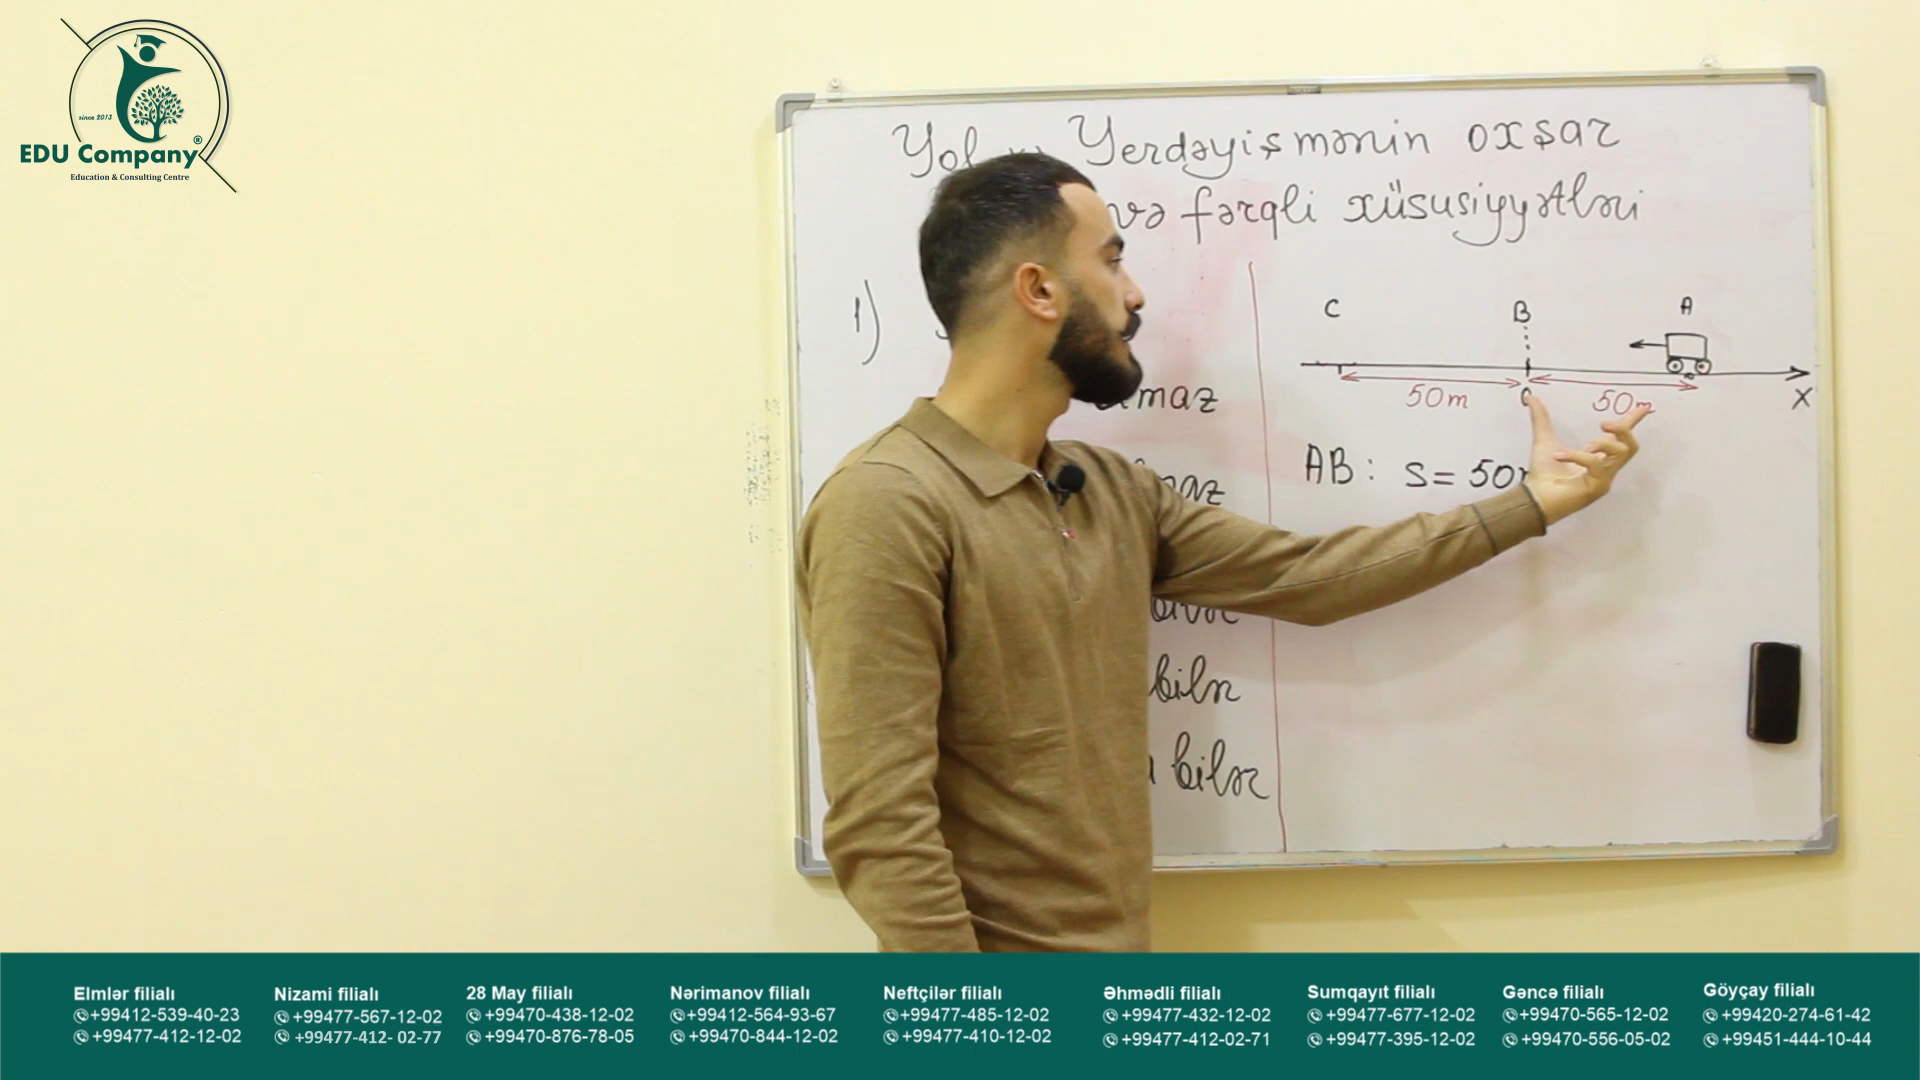 since 2013
EDU Company®
Education & Consulting Centre
Yol Yerdəyişmənin oxşar
və fərqli xüsusiyyətləri
1)
maz
bilər
bilər
C B A
50m 50m
X
AB: S = 50
Elmlər filialı
+99412-539-40-23
+99477-412-12-02
Nizami filialı
+99477-567-12-02
+99477-412- 02-77
28 May filialı
+99470-438-12-02
+99470-876-78-05
Nərimanov filialı
+99412-564-93-67
+99470-844-12-02
Neftçilər filialı
+99477-485-12-02
+99477-410-12-02
Əhmədli filialı
+99477-432-12-02
+99477-412-02-71
Sumqayıt filialı
+99477-677-12-02
+99477-395-12-02
Gəncə filialı
+99470-565-12-02
+99470-556-05-02
Göyçay filialı
+99420-274-61-42
+99451-444-10-44